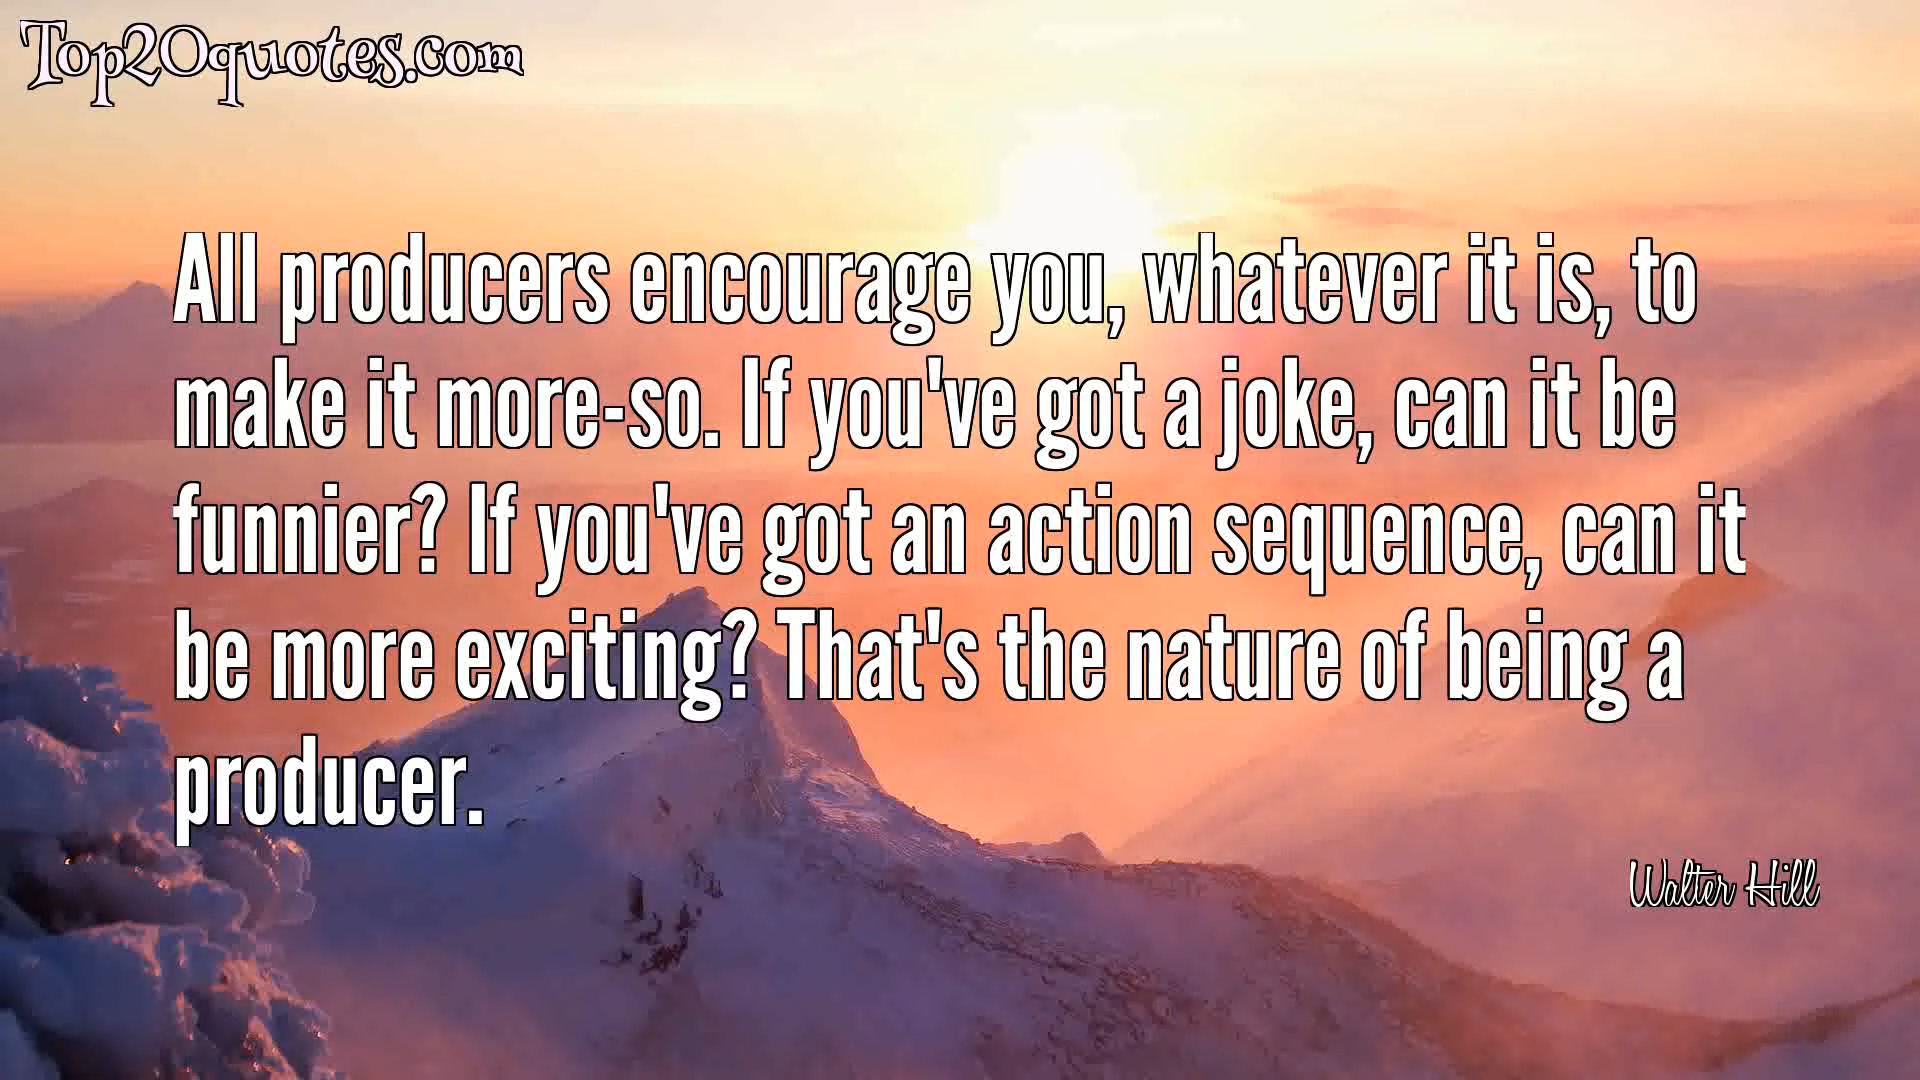 Top20quotes.com
All producers encourage you, whatever it is, to
make it more-so. If you've got a joke, can it be
funnier? If you've got an action sequence, can it
be more exciting? That's the nature of being a
producer.
Walter Hill